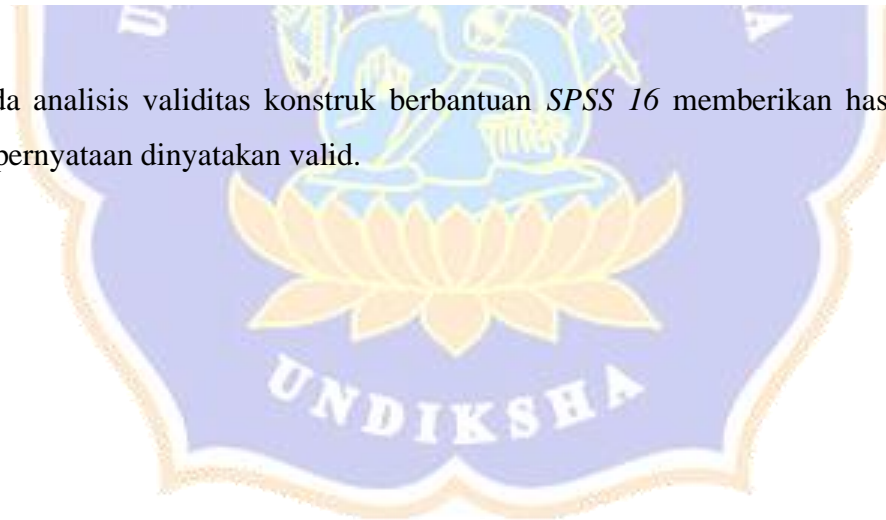 da analisis validitas konstruk berbantuan SPSS 16 memberikan has
pernyataan dinyatakan valid.
UNDIKSHA